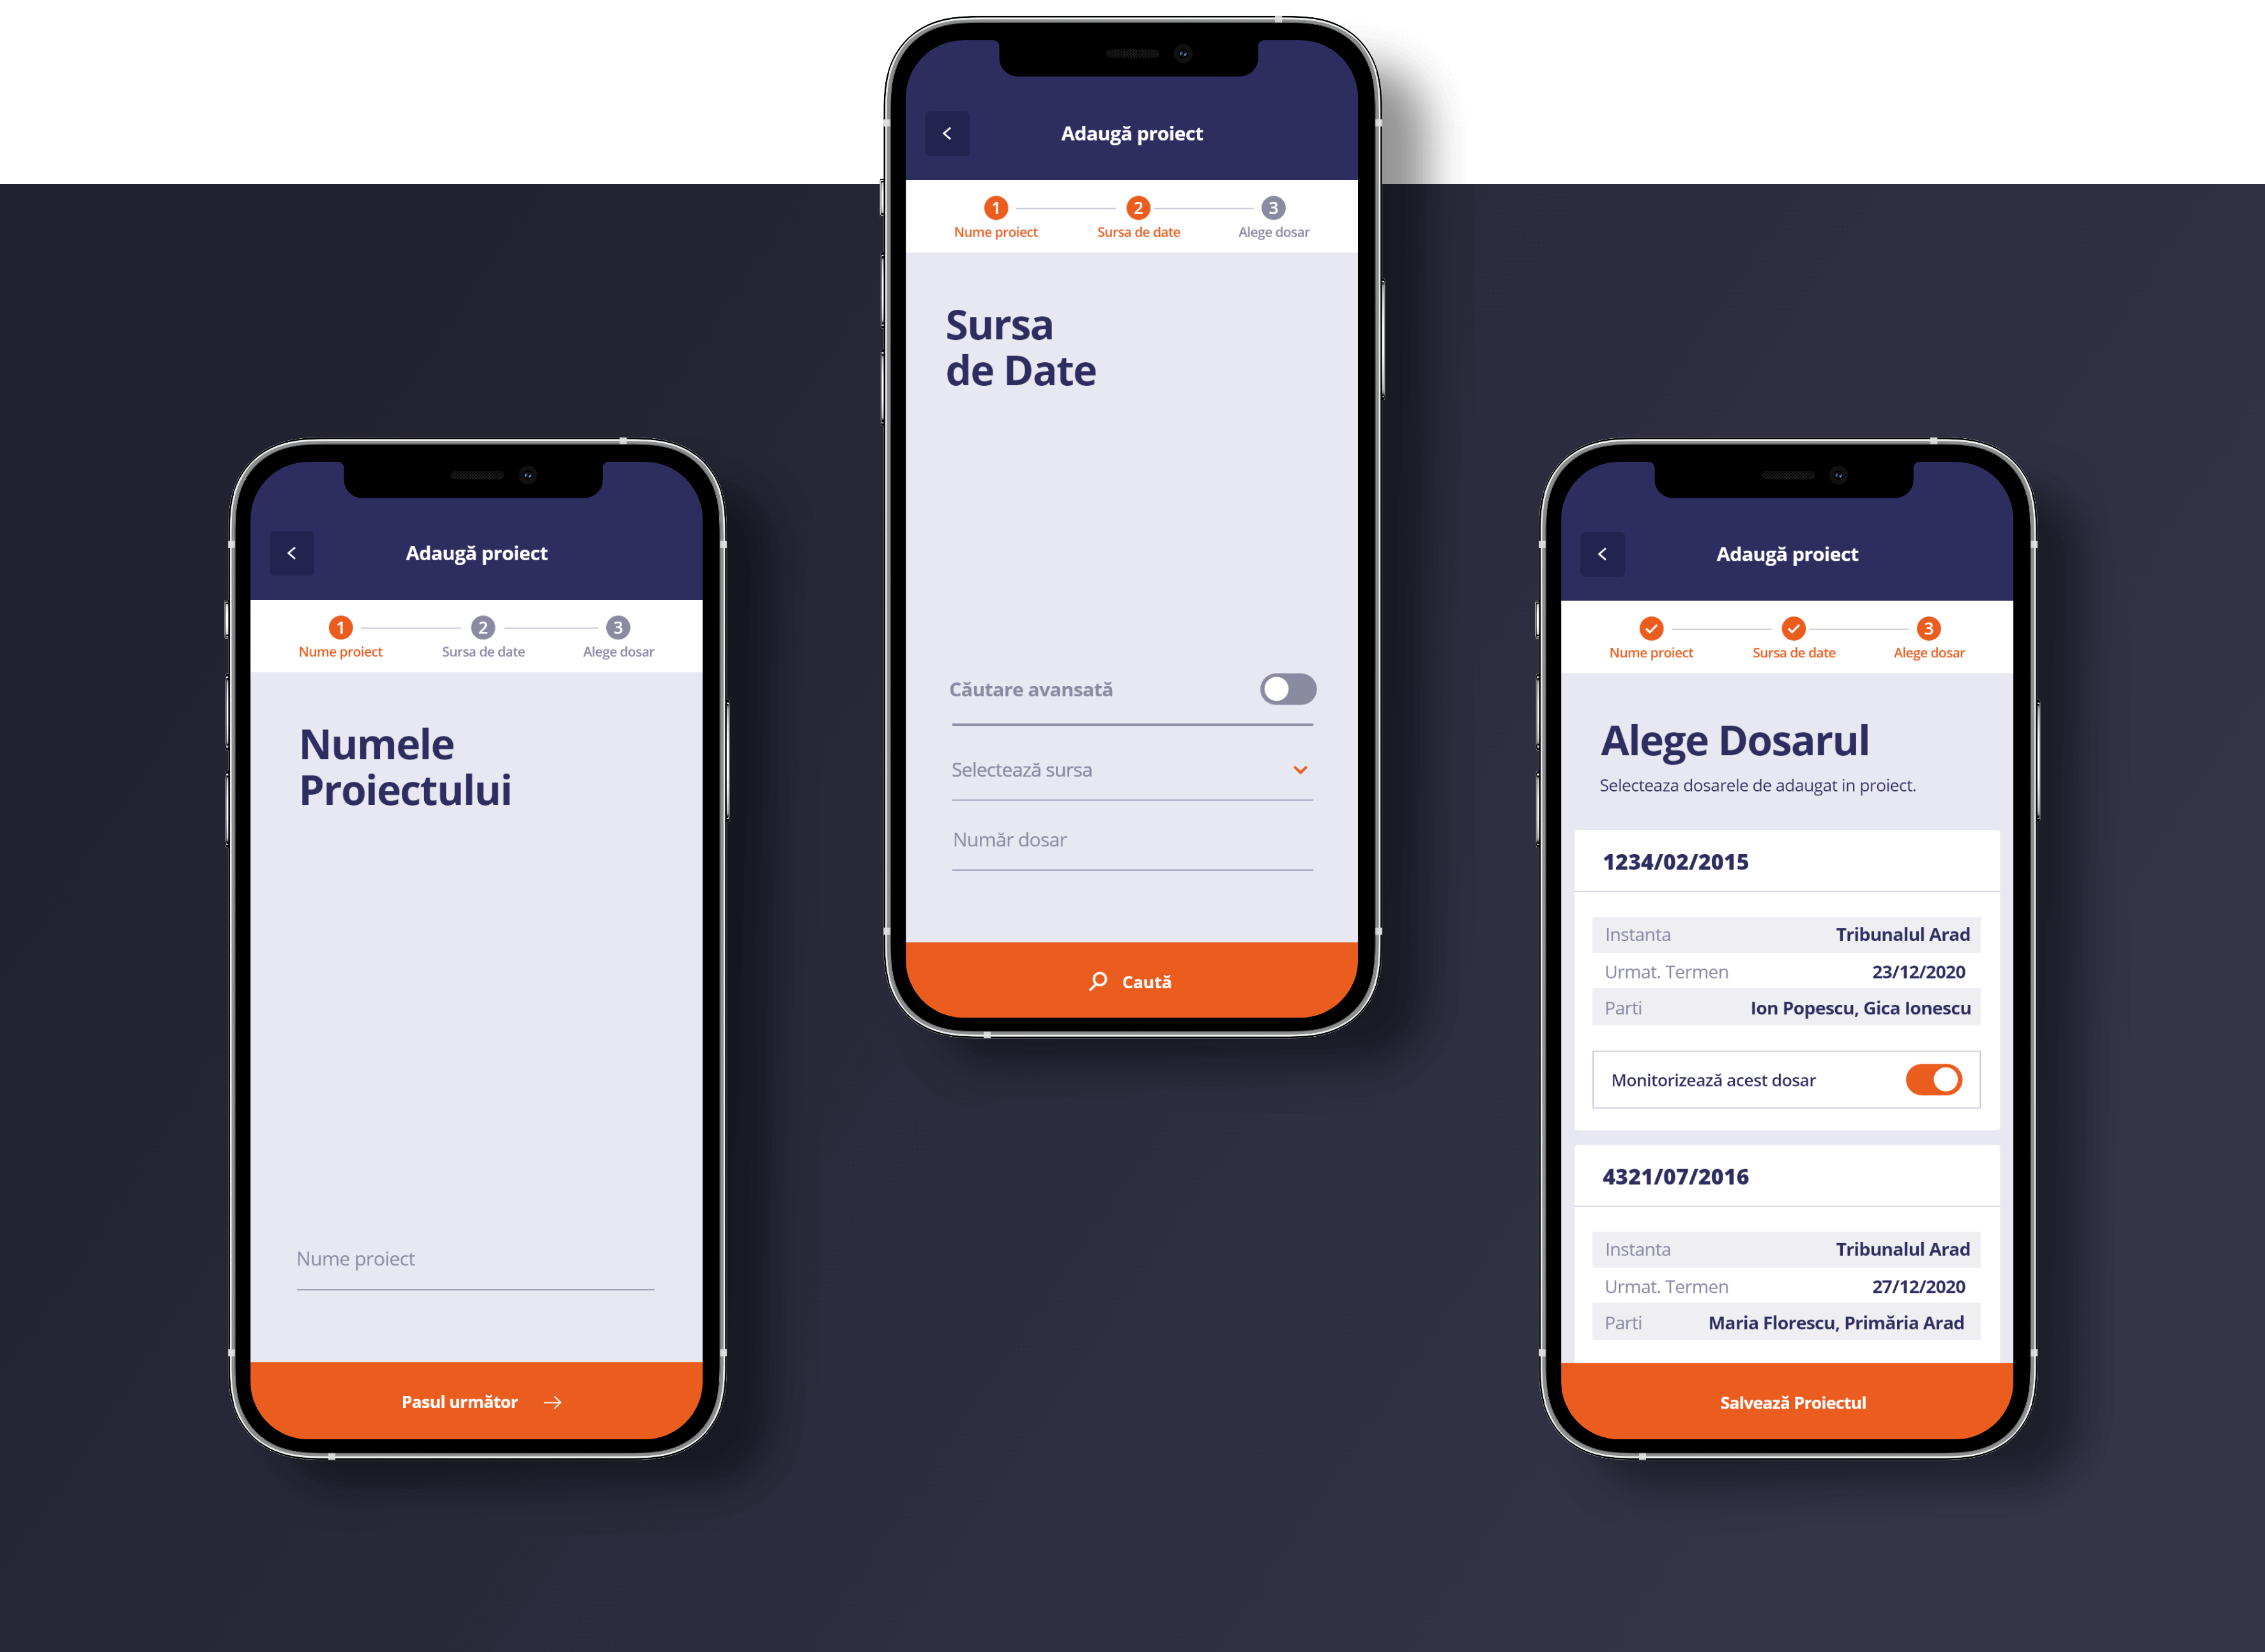 Adaugă proiect
1
2
3
Nume proiect
Sursa de date
Alege dosar
Numele
Proiectului
Nume proiect
Pasul următor
Adaugă proiect
1
2
3
Nume proiect
Sursa de date
Alege dosar
Sursa
de Date
Căutare avansată
Selectează sursa
Număr dosar
Caută
Adaugă proiect
3
Nume proiect
Sursa de date
Alege dosar
Alege Dosarul
Selecteaza dosarele de adaugat in proiect.
1234/02/2015
Instanta Tribunalul Arad
Urmat. Termen 23/12/2020
Parti Ion Popescu, Gica Ionescu
Monitorizează acest dosar
4321/07/2016
Instanta Tribunalul Arad
Urmat. Termen 27/12/2020
Parti Maria Florescu, Primăria Arad
Salvează Proiectul